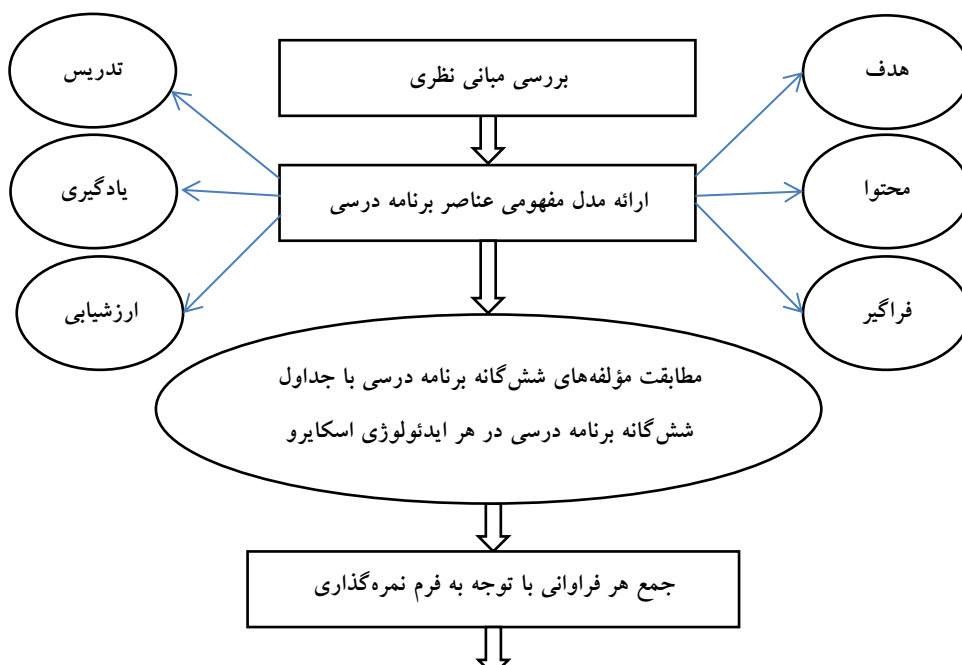 هدف
بررسی مبانی نظری
تدریس
محتوا
ارائه مدل مفهومی عناصر برنامه درسی
یادگیری
فراگیر
ارزشیابی
مطابقت مؤلفه‌های شش‌گانه برنامه درسی با جداول
شش‌گانه برنامه درسی در هر ایدئولوژی اسکایرو
جمع هر فراوانی با توجه به فرم نمره‌گذاری